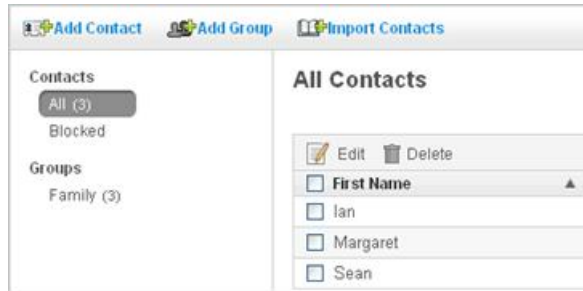 Add Contact Add Group Import Contacts
Contacts
All (3)
Blocked
Groups
Family (3)
All Contacts
Edit Delete
First Name
Ian
Margaret
Sean